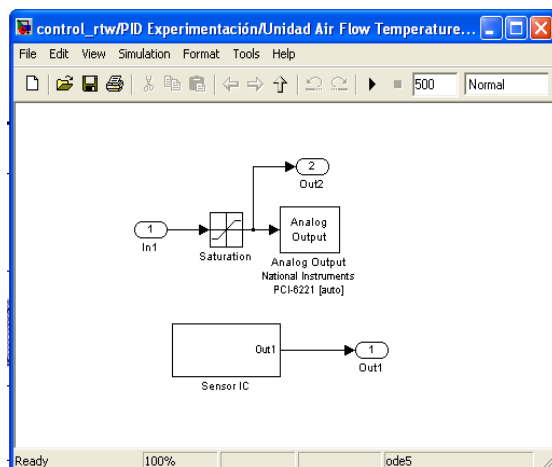 control_rtw/PID Experimentación/Unidad Air Flow Temperature...
File Edit View Simulation Format Tools Help
500 Normal
2
Out2
1
In1
Saturation
Analog
Output
Analog Output
National Instruments
PCI-6221 [auto]
Out1
Sensor IC
1
Out1
Ready 100% ode5